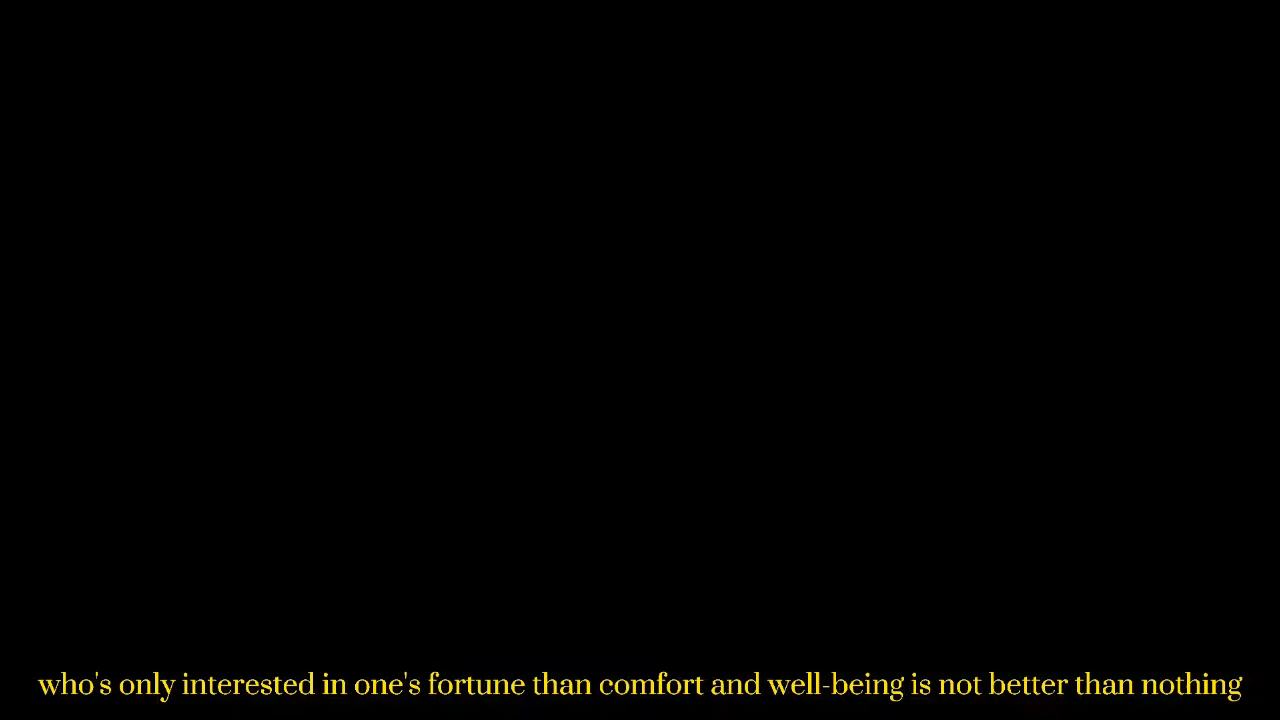 who's only interested in one's fortune than comfort and well-being is not better than nothing